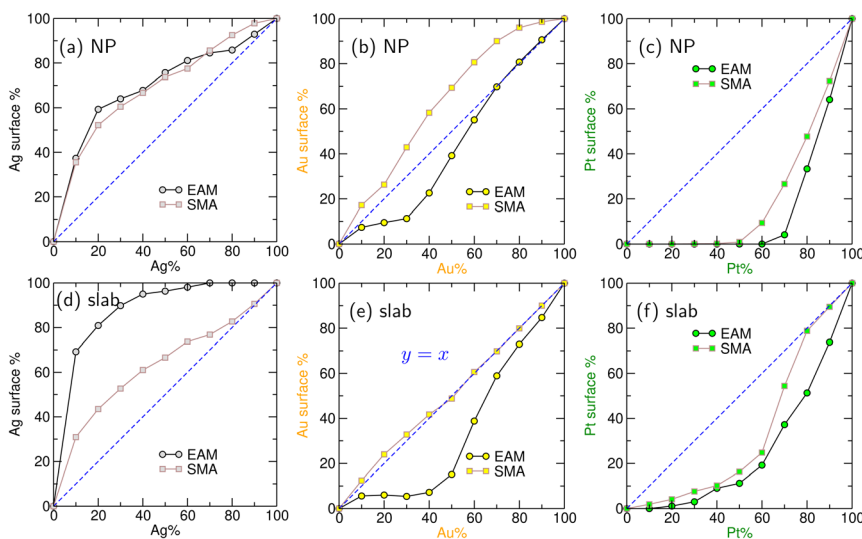 (a) NP
Ag surface %
100
80
60
40
20
0
EAM
SMA
0 20 40 60 80 100
Ag%
(b) NP
Au surface %
100
80
60
40
20
0
EAM
SMA
0 20 40 60 80 100
Au%
(c) NP
Pt surface %
100
80
60
40
20
0
EAM
SMA
0 20 40 60 80 100
Pt%
(d) slab
Ag surface %
100
80
60
40
20
0
EAM
SMA
0 20 40 60 80 100
Ag%
(e) slab
Au surface %
100
80
60
40
20
0
y = x
EAM
SMA
0 20 40 60 80 100
Au%
(f) slab
Pt surface %
100
80
60
40
20
0
EAM
SMA
0 20 40 60 80 100
Pt%